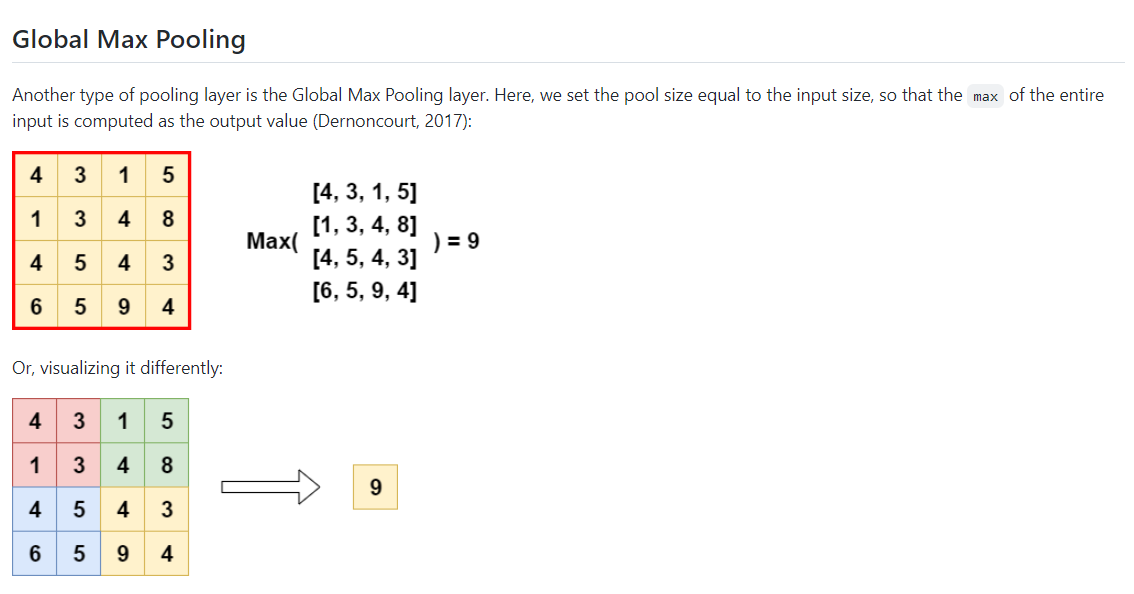 Global Max Pooling
Another type of pooling layer is the Global Max Pooling layer. Here, we set the pool size equal to the input size, so that the max of the entire
input is computed as the output value (Dernoncourt, 2017):
4 3 1 5
1 3 4 8
4 5 4 3
6 5 9 4
[4, 3, 1, 5]
[1, 3, 4, 8]
Max( ) = 9
[4, 5, 4, 3]
[6, 5, 9, 4]
Or, visualizing it differently:
4 3 1 5
1 3 4 8
4 5 4 3
6 5 9 4
9